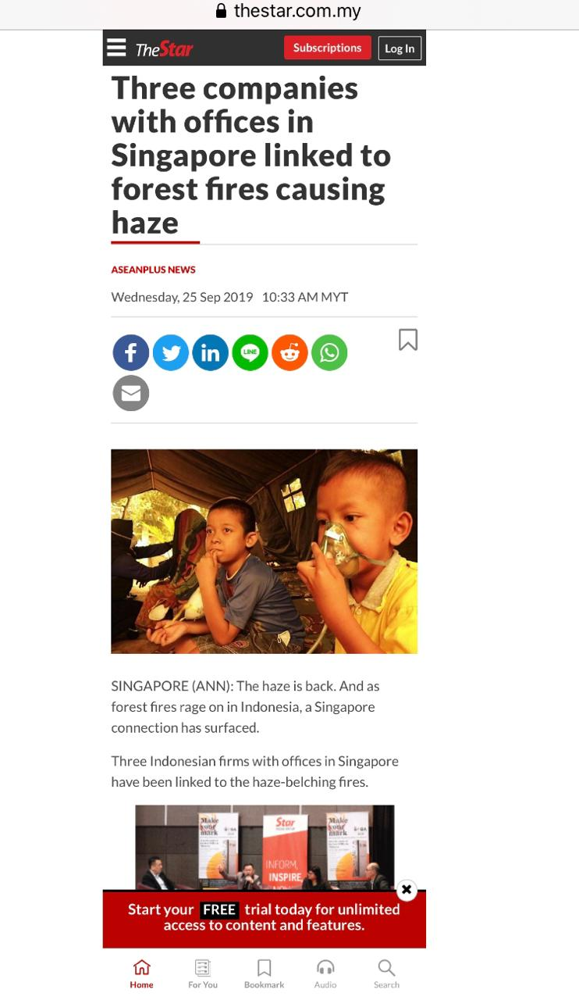 thestar.com.my
TheStar
Subscriptions
Log In
Three companies
with offices in
Singapore linked to
forest fires causing
haze
ASEANPLUS NEWS
Wednesday, 25 Sep 2019 10:33 AM MYT
LINE
SINGAPORE (ANN): The haze is back. And as
forest fires rage on in Indonesia, a Singapore
connection has surfaced.
Three Indonesian firms with offices in Singapore
have been linked to the haze-belching fires.
Make
your
mark
Star
INFORM,
INSPIRE,
Make
your
mark
Start your FREE trial today for unlimited
access to content and features.
Home
For You
Bookmark
Audio
Search